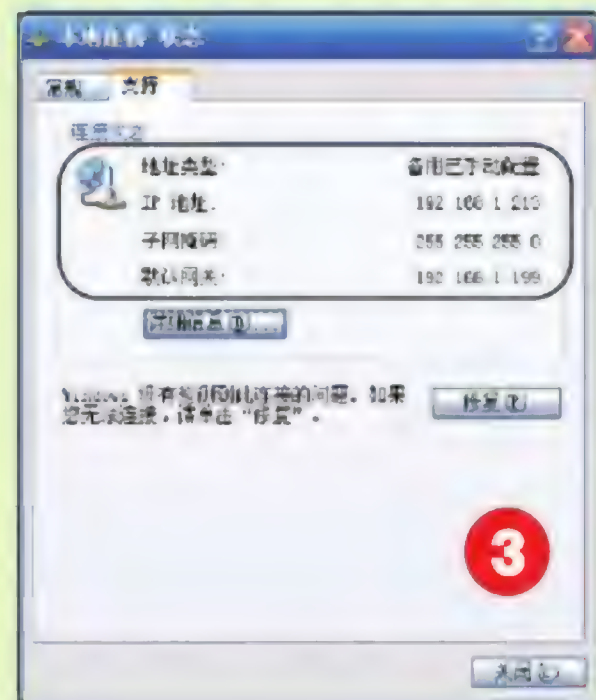 本地连接 状态
常规 支持
连接状态
地址类型:
备用已手动配置
IP 地址:
192.168.1.213
子网掩码:
255.255.255.0
默认网关:
192.168.1.199
详细信息(D)...
Windows 没有检测到此连接的问题。如果
您无法连接，请单击“修复”。
修复(P)
3
关闭(C)